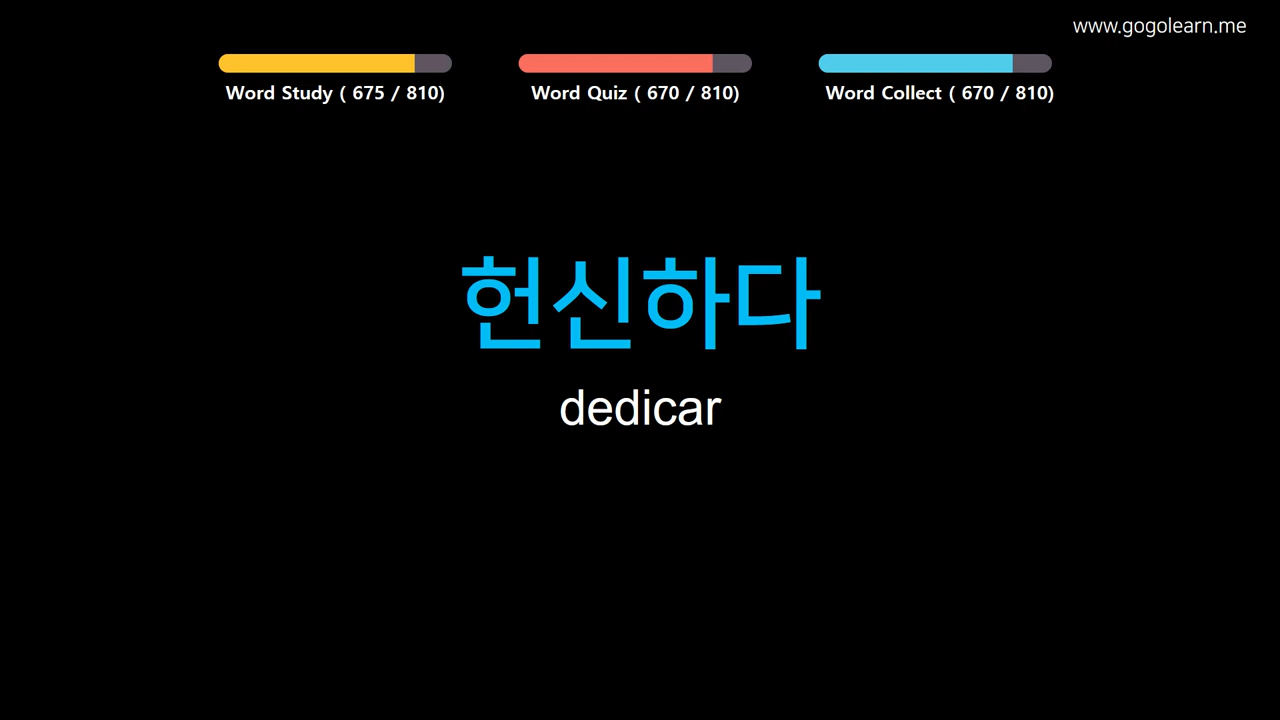 www.gogolearn.me
Word Study ( 675 / 810)
Word Quiz ( 670 / 810)
Word Collect ( 670 / 810)
헌신하다
dedicar